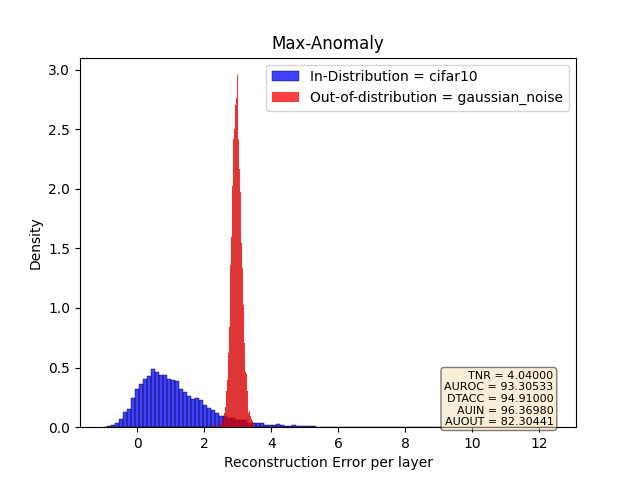 Max-Anomaly
In-Distribution = cifar10
Out-of-distribution = gaussian_noise
Density
3.0
2.5
2.0
1.5
1.0
0.5
0.0
TNR = 4.04000
AUROC = 93.30533
DTACC = 94.91000
AUIN = 96.36980
AUOUT = 82.30441
0 2 4 6 8 10 12
Reconstruction Error per layer